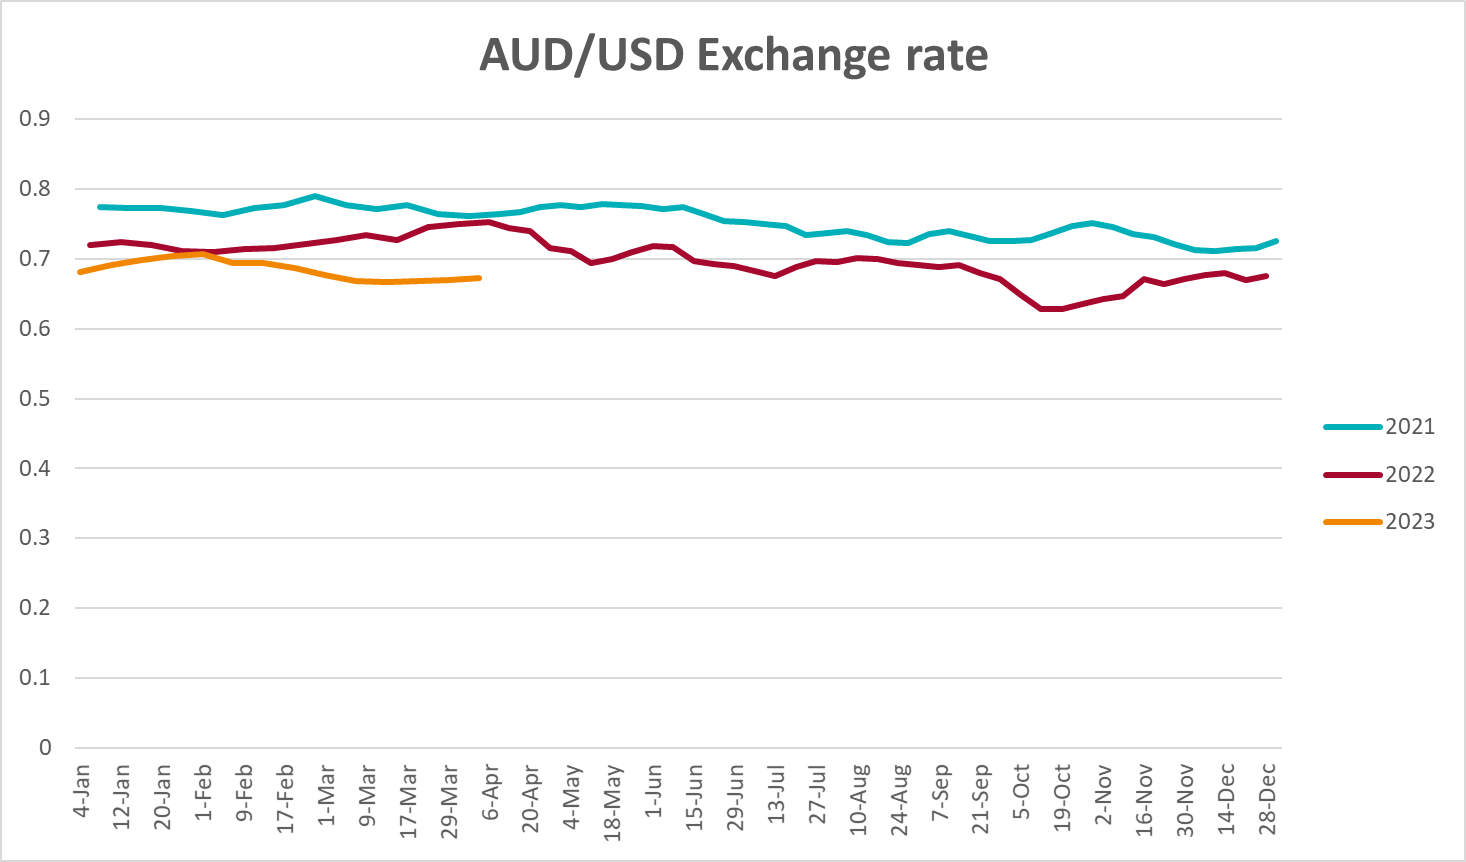 AUD/USD Exchange rate
0.9
0.8
0.7
0.6
0.5
0.4
0.3
0.2
0.1
0
4-Jan
12-Jan
20-Jan
1-Feb
9-Feb
17-Feb
1-Mar
9-Mar
17-Mar
29-Mar
6-Apr
20-Apr
4-May
18-May
1-Jun
15-Jun
29-Jun
13-Jul
27-Jul
10-Aug
24-Aug
7-Sep
21-Sep
5-Oct
19-Oct
2-Nov
16-Nov
30-Nov
14-Dec
28-Dec
2021
2022
2023